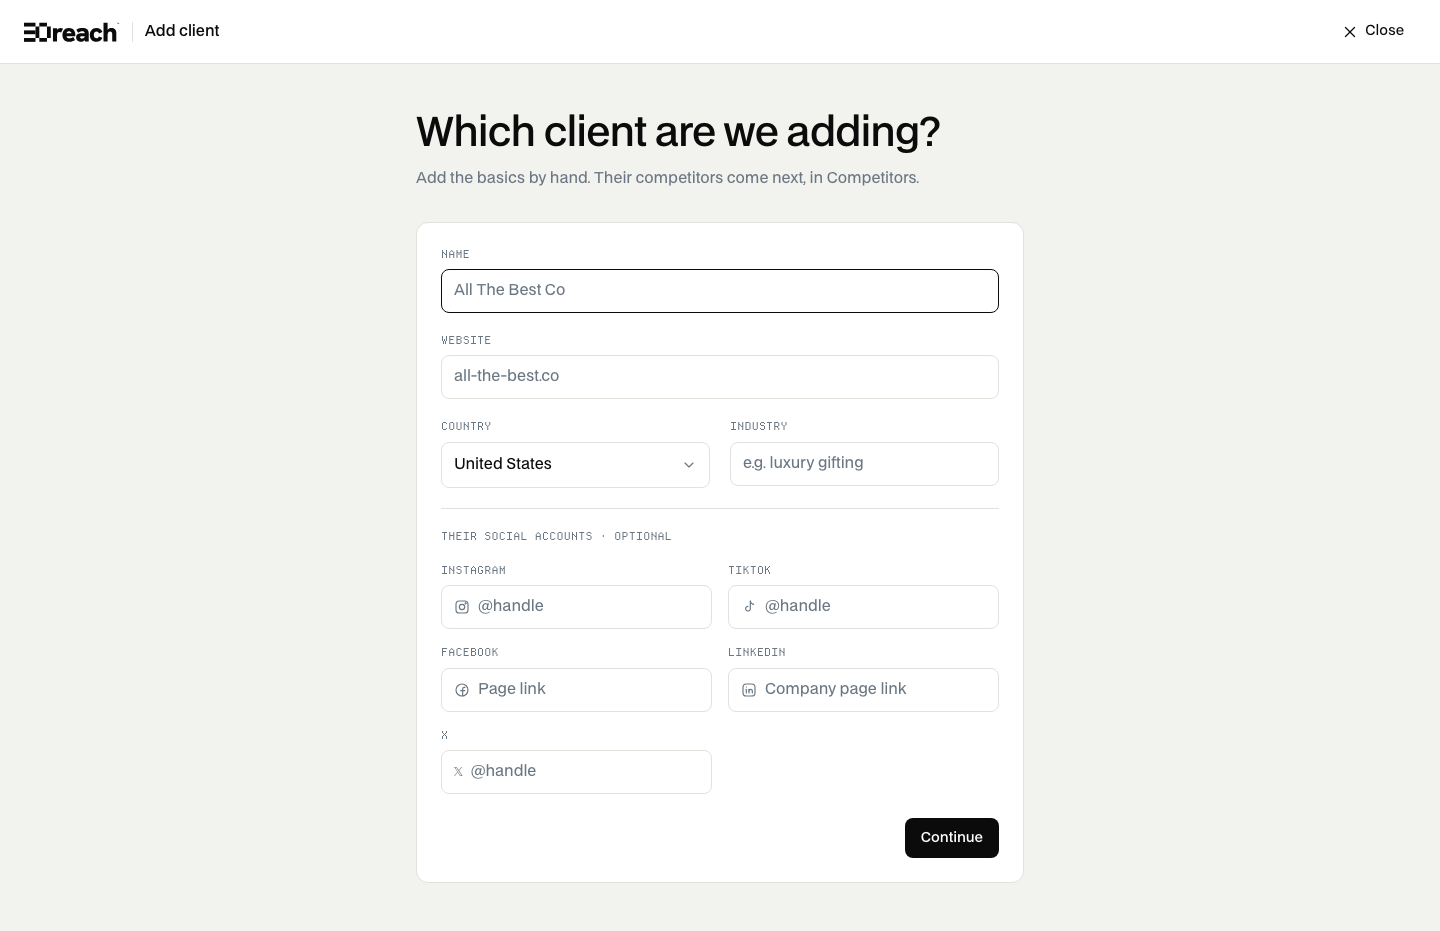 reach
Add client
Close
Which client are we adding?
Add the basics by hand. Their competitors come next, in Competitors.
NAME
All The Best Co
WEBSITE
all-the-best.co
COUNTRY
INDUSTRY
United States
e.g. luxury gifting
THEIR SOCIAL ACCOUNTS · OPTIONAL
INSTAGRAM
TIKTOK
@handle
@handle
FACEBOOK
LINKEDIN
Page link
Company page link
X
@handle
Continue